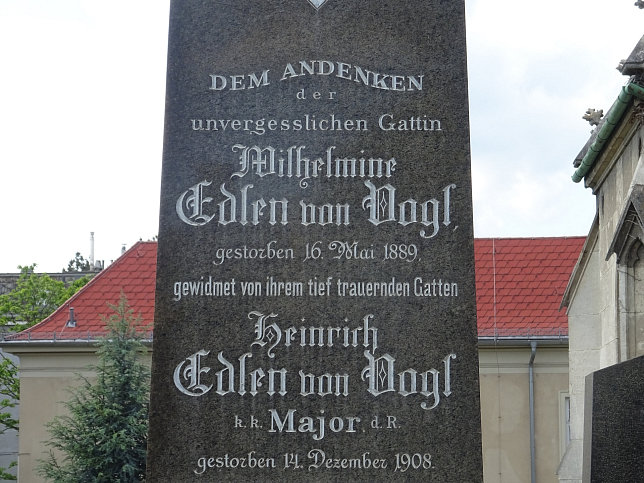 DEM ANDENKEN
der
unvergesslichen Gattin
Wilhelmine
Edlen von Vogl,
gestorben 16. Mai 1889,
gewidmet von ihrem tief trauernden Gatten
Heinrich
Edlen von Vogl
k. k. Major d. R.
gestorben 14. Dezember 1908.